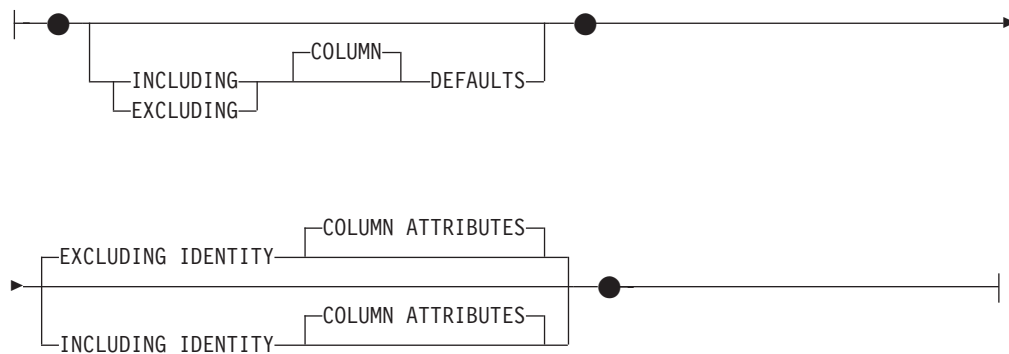 COLUMN
INCLUDING DEFAULTS
EXCLUDING
COLUMN ATTRIBUTES
EXCLUDING IDENTITY
COLUMN ATTRIBUTES
INCLUDING IDENTITY